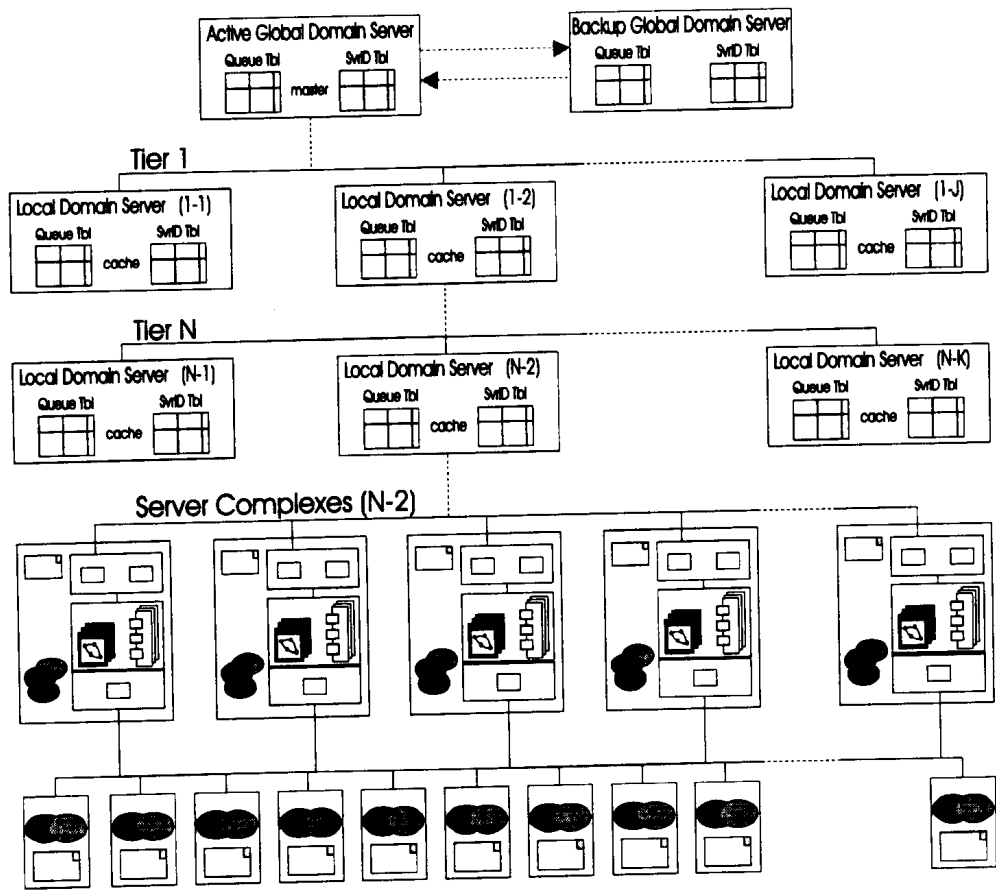 Active Global Domain Server
Queue Tbl SvrID Tbl
master
Backup Global Domain Server
Queue Tbl SvrID Tbl
Tier 1
Local Domain Server (1-1)
Queue Tbl SvrID Tbl
cache
Local Domain Server (1-2)
Queue Tbl SvrID Tbl
cache
Local Domain Server (1-J)
Queue Tbl SvrID Tbl
cache
Tier N
Local Domain Server (N-1)
Queue Tbl SvrID Tbl
cache
Local Domain Server (N-2)
Queue Tbl SvrID Tbl
cache
Local Domain Server (N-K)
Queue Tbl SvrID Tbl
cache
Server Complexes (N-2)